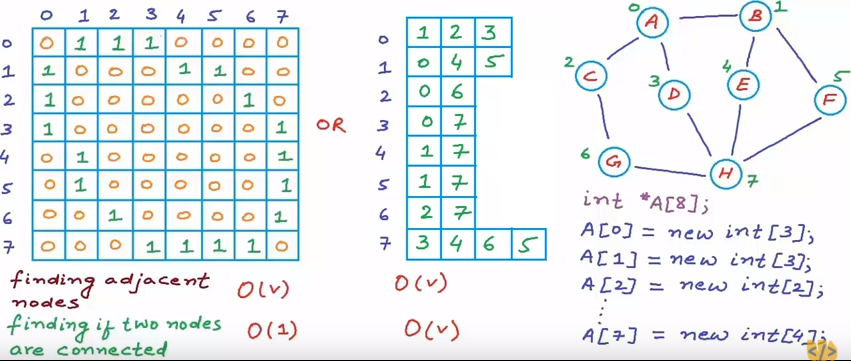 0 1 2 3 4 5 6 7
0 0 1 1 1 0 0 0 0
1 1 0 0 0 1 1 0 0
2 1 0 0 0 0 0 1 0
3 1 0 0 0 0 0 0 1
4 0 1 0 0 0 0 0 1
5 0 1 0 0 0 0 0 1
6 0 0 1 0 0 0 0 1
7 0 0 0 1 1 1 1 0
OR
0 1 2 3
1 0 4 5
2 0 6
3 0 7
4 1 7
5 1 7
6 2 7
7 3 4 6 5
finding adjacent
nodes
O(v)
O(v)
finding if two nodes
are connected
O(1)
O(v)
0 A
B 1
2 C
3 D
4 E
5 F
6 G
H 7
int *A[8];
A[0] = new int[3];
A[1] = new int[3];
A[2] = new int[2];
⋮
A[7] = new int[4];
</>